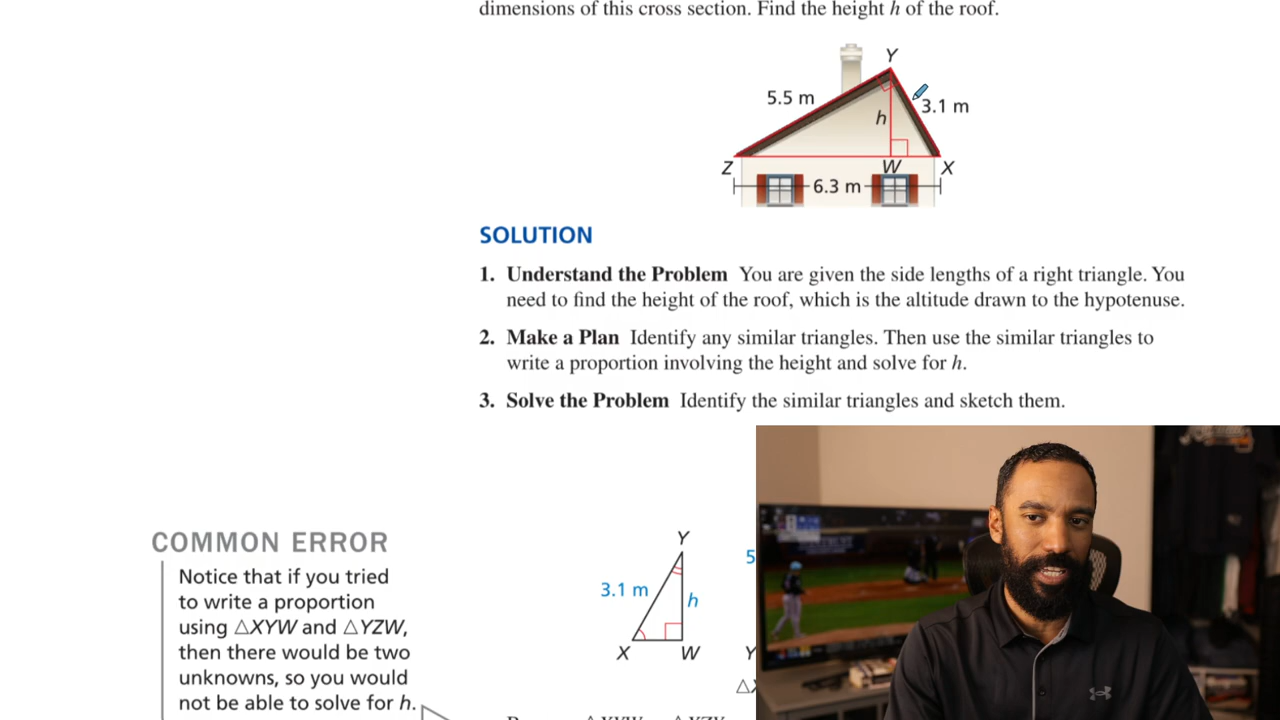 dimensions of this cross section. Find the height h of the roof.
Y
5.5 m
3.1 m
h
Z
W
X
6.3 m
SOLUTION
1. Understand the Problem You are given the side lengths of a right triangle. You
need to find the height of the roof, which is the altitude drawn to the hypotenuse.
2. Make a Plan Identify any similar triangles. Then use the similar triangles to
write a proportion involving the height and solve for h.
3. Solve the Problem Identify the similar triangles and sketch them.
COMMON ERROR
Notice that if you tried
to write a proportion
using △XYW and △YZW,
then there would be two
unknowns, so you would
not be able to solve for h.
Y
3.1 m
h
X
W
5
Y